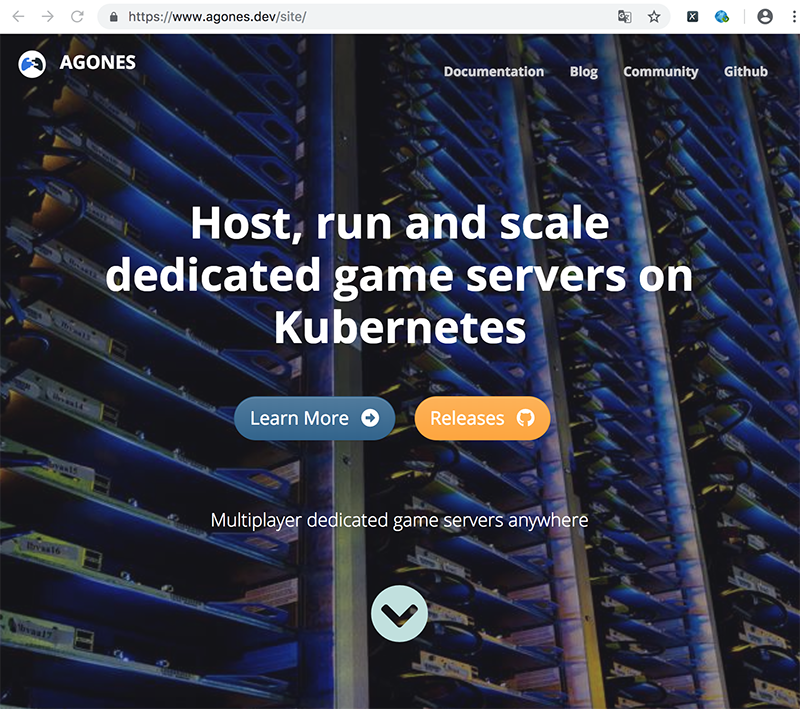 https://www.agones.dev/site/
AGONES
Documentation Blog Community Github
Host, run and scale
dedicated game servers on
Kubernetes
Learn More
Releases
Multiplayer dedicated game servers anywhere